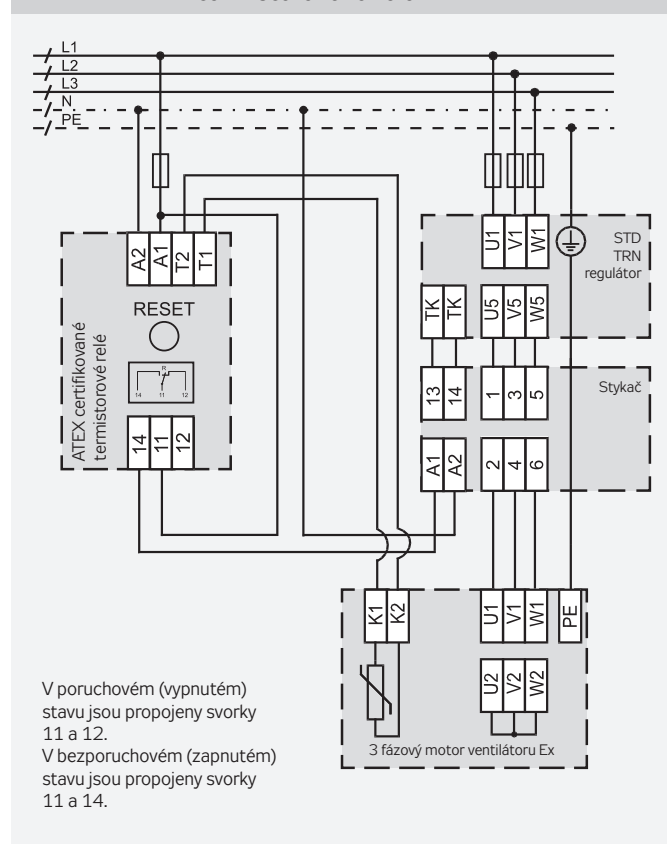 L1
L2
L3
N
PE
A2 A1 T2 T1
RESET
ATEX certifikované
termistorové relé
R
14 11 12
14 11 12
U1 V1 W1
STD
TRN
regulátor
TK TK U5 V5 W5
13 14 1 3 5
Stykač
A1 A2 2 4 6
K1 K2 U1 V1 W1 PE
U2 V2 W2
3 fázový motor ventilátoru Ex
V poruchovém (vypnutém)
stavu jsou propojeny svorky
11 a 12.
V bezporuchovém (zapnutém)
stavu jsou propojeny svorky
11 a 14.